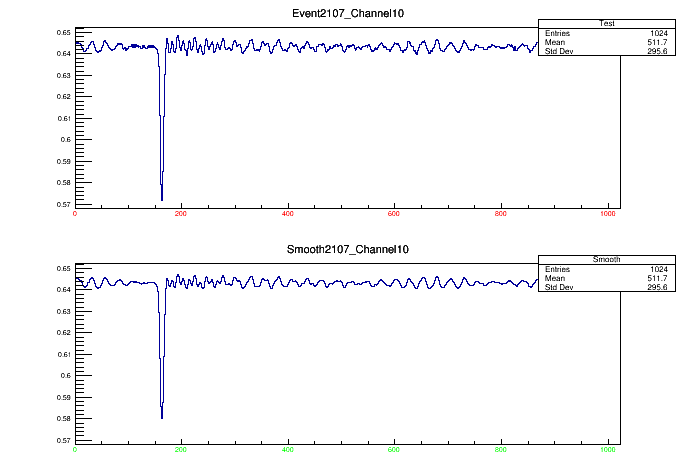 Event2107_Channel10
Test
Entries 1024
Mean 511.7
Std Dev 295.6
0.65
0.64
0.63
0.62
0.61
0.6
0.59
0.58
0.57
0 200 400 600 800 1000
Smooth2107_Channel10
Smooth
Entries 1024
Mean 511.7
Std Dev 295.6
0.65
0.64
0.63
0.62
0.61
0.6
0.59
0.58
0.57
0 200 400 600 800 1000